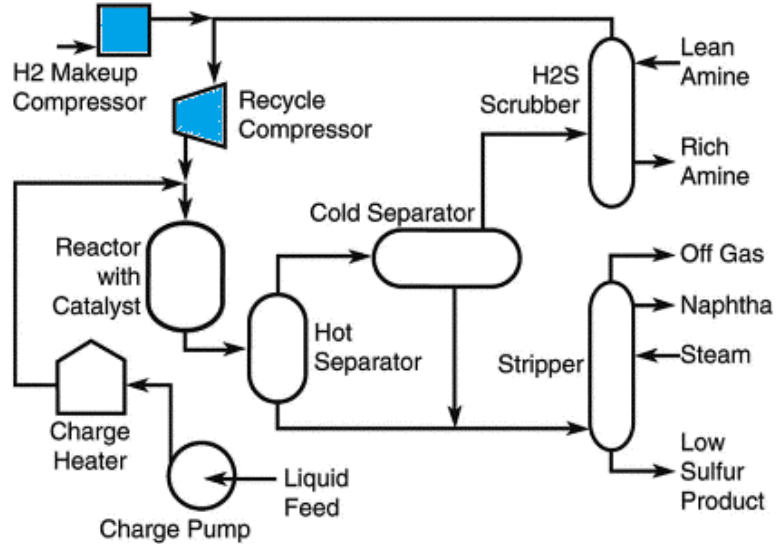 H2 Makeup
Compressor
Recycle
Compressor
H2S
Scrubber
Lean
Amine
Rich
Amine
Cold Separator
Reactor
with
Catalyst
Hot
Separator
Off Gas
Naphtha
Stripper
Steam
Charge
Heater
Low
Sulfur
Product
Liquid
Feed
Charge Pump